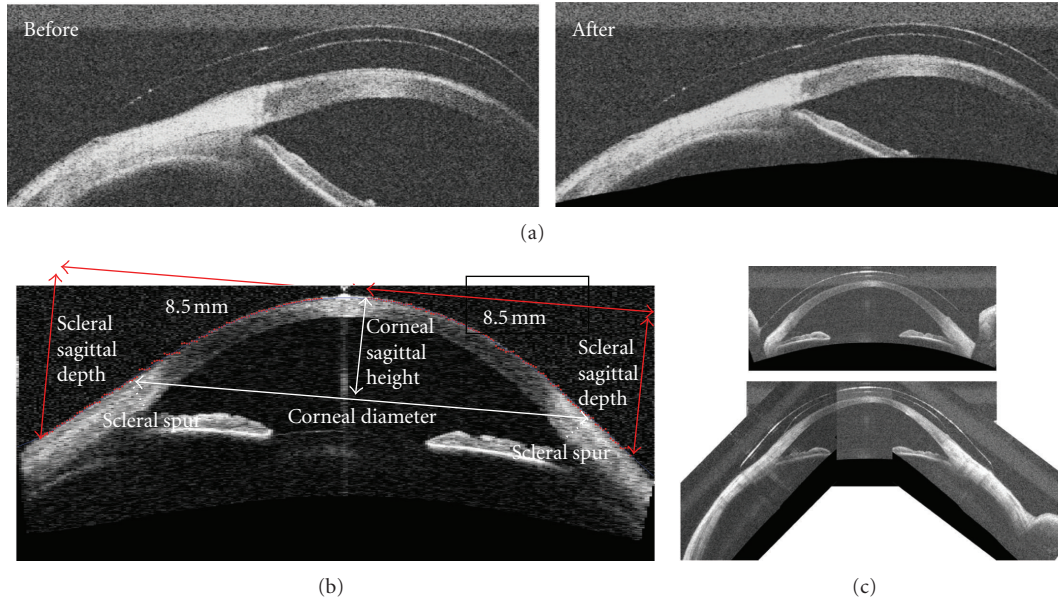 Before
After
(a)
8.5 mm
8.5 mm
Scleral
sagittal
depth
Corneal
sagittal
height
Scleral
sagittal
depth
Scleral spur
Corneal diameter
Scleral spur
(b)
(c)